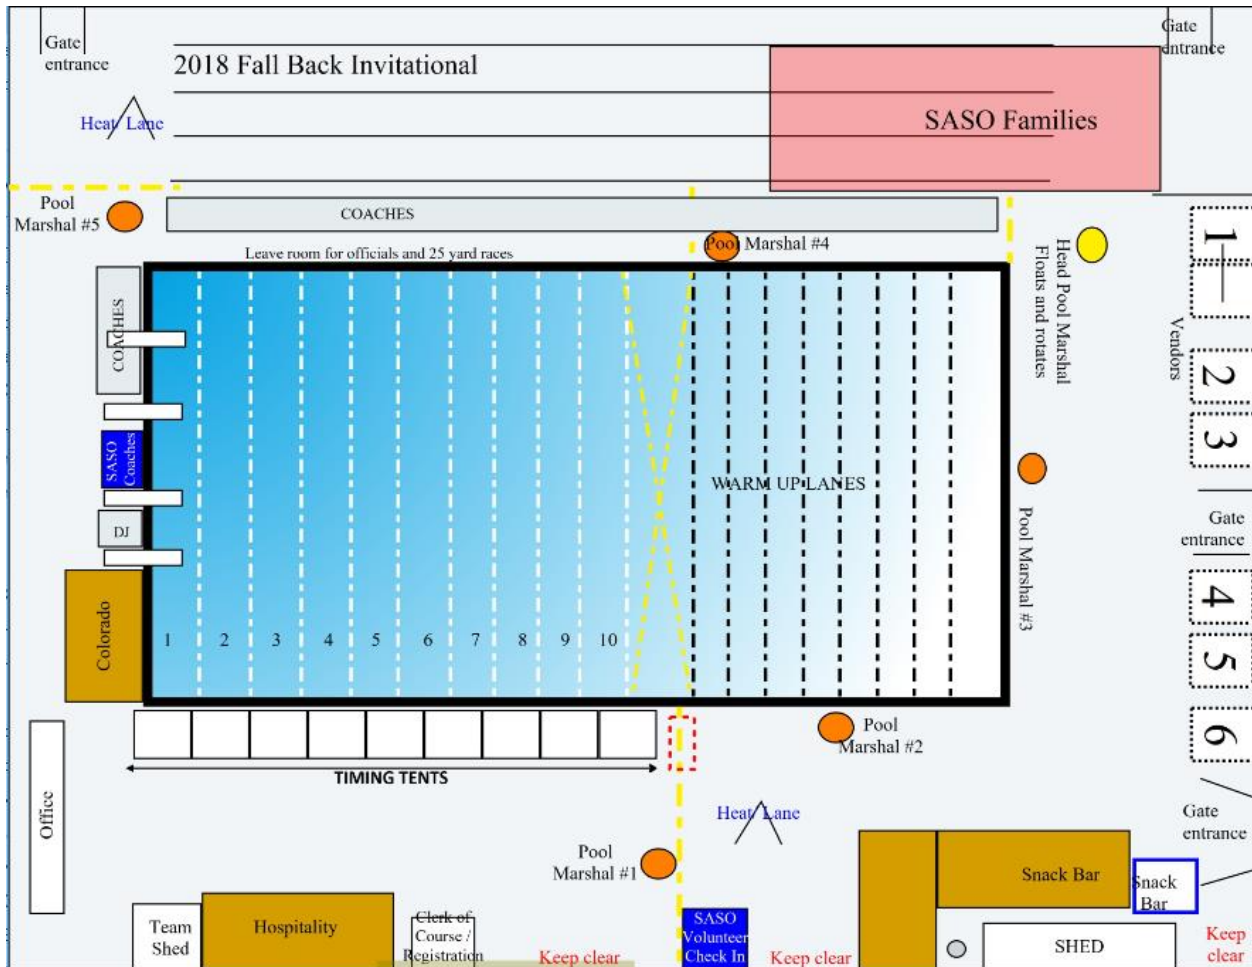 Gate
entrance
Gate
entrance
2018 Fall Back Invitational
Heat/ Lane
SASO Families
Pool
Marshal #5
COACHES
Pool Marshal #4
Leave room for officials and 25 yard races
Head Pool Marshal
Floats and rotates
1
Vendors
2
3
COACHES
SASO
Coaches
DJ
WARM UP LANES
Pool Marshal #3
Gate
entrance
4
5
6
Colorado
1 2 3 4 5 6 7 8 9 10
Pool
Marshal #2
TIMING TENTS
Office
Heat/ Lane
Gate
entrance
Pool
Marshal #1
Snack Bar
Snack
Bar
Team
Shed
Hospitality
Clerk of
Course /
Registration
Keep clear
SASO
Volunteer
Check In
Keep clear
SHED
Keep
clear